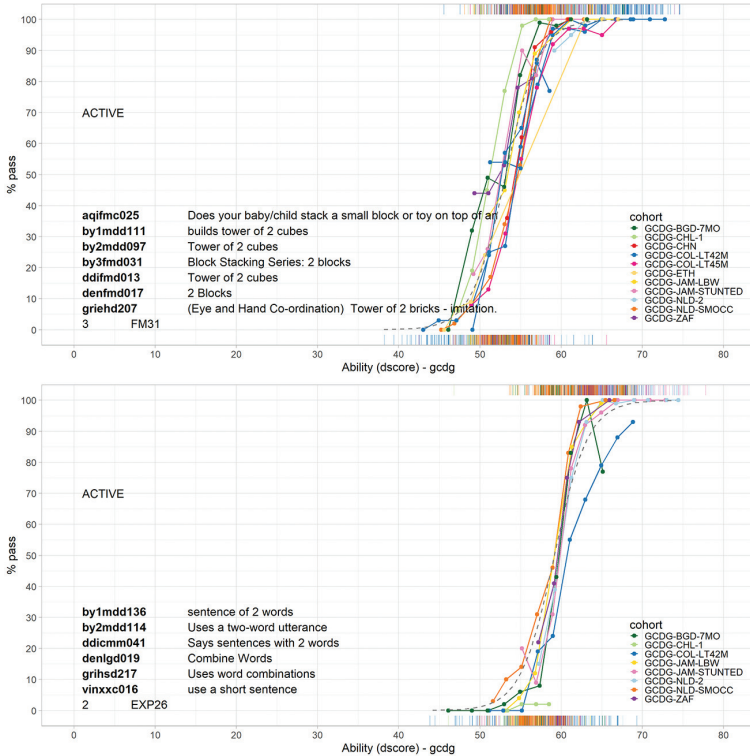 100
90
80
70
60
50
40
30
20
10
0
% pass
ACTIVE
aqifmc025 Does your baby/child stack a small block or toy on top of an
by1mdd111 builds tower of 2 cubes
by2mdd097 Tower of 2 cubes
by3fmd031 Block Stacking Series: 2 blocks
ddifmd013 Tower of 2 cubes
denfmd017 2 Blocks
griehd207 (Eye and Hand Co-ordination) Tower of 2 bricks - imitation.
3 FM31
cohort
GCDG-BGD-7MO
GCDG-CHL-1
GCDG-CHN
GCDG-COL-LT42M
GCDG-COL-LT45M
GCDG-ETH
GCDG-JAM-LBW
GCDG-JAM-STUNTED
GCDG-NLD-2
GCDG-NLD-SMOCC
GCDG-ZAF
0 10 20 30 40 50 60 70 80
Ability (dscore) - gcdg
100
90
80
70
60
50
40
30
20
10
0
% pass
ACTIVE
by1mdd136 sentence of 2 words
by2mdd114 Uses a two-word utterance
ddicmm041 Says sentences with 2 words
denlgd019 Combine Words
grihsd217 Uses word combinations
vinxxc016 use a short sentence
2 EXP26
cohort
GCDG-BGD-7MO
GCDG-CHL-1
GCDG-COL-LT42M
GCDG-JAM-LBW
GCDG-JAM-STUNTED
GCDG-NLD-2
GCDG-NLD-SMOCC
GCDG-ZAF
0 10 20 30 40 50 60 70 80
Ability (dscore) - gcdg